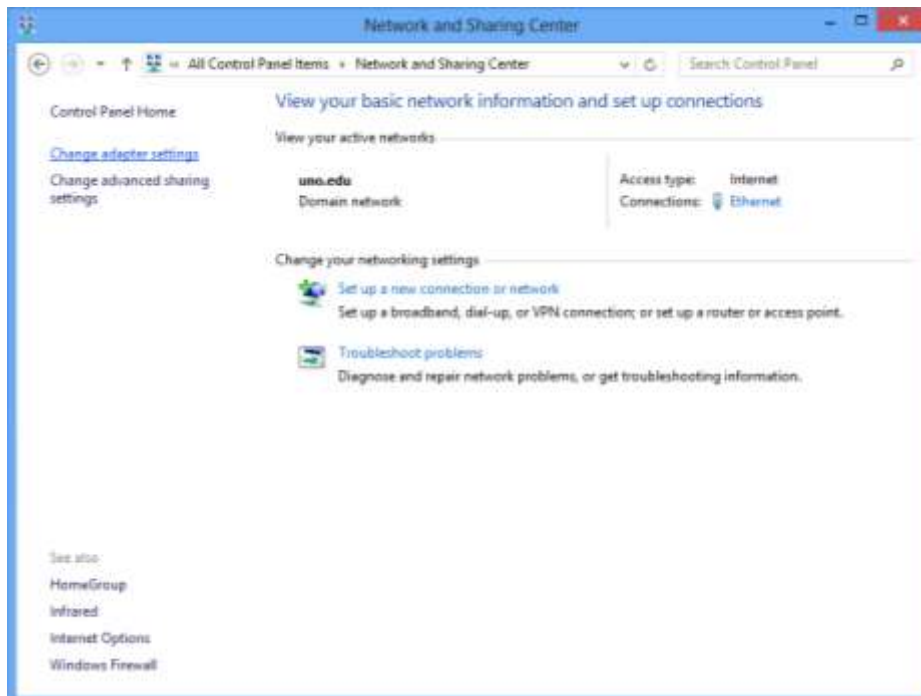 Network and Sharing Center
« All Control Panel Items ▸ Network and Sharing Center
Search Control Panel
Control Panel Home
Change adapter settings
Change advanced sharing
settings
View your basic network information and set up connections
View your active networks
uno.edu
Domain network
Access type: Internet
Connections: Ethernet
Change your networking settings
Set up a new connection or network
Set up a broadband, dial-up, or VPN connection; or set up a router or access point.
Troubleshoot problems
Diagnose and repair network problems, or get troubleshooting information.
See also
HomeGroup
Infrared
Internet Options
Windows Firewall